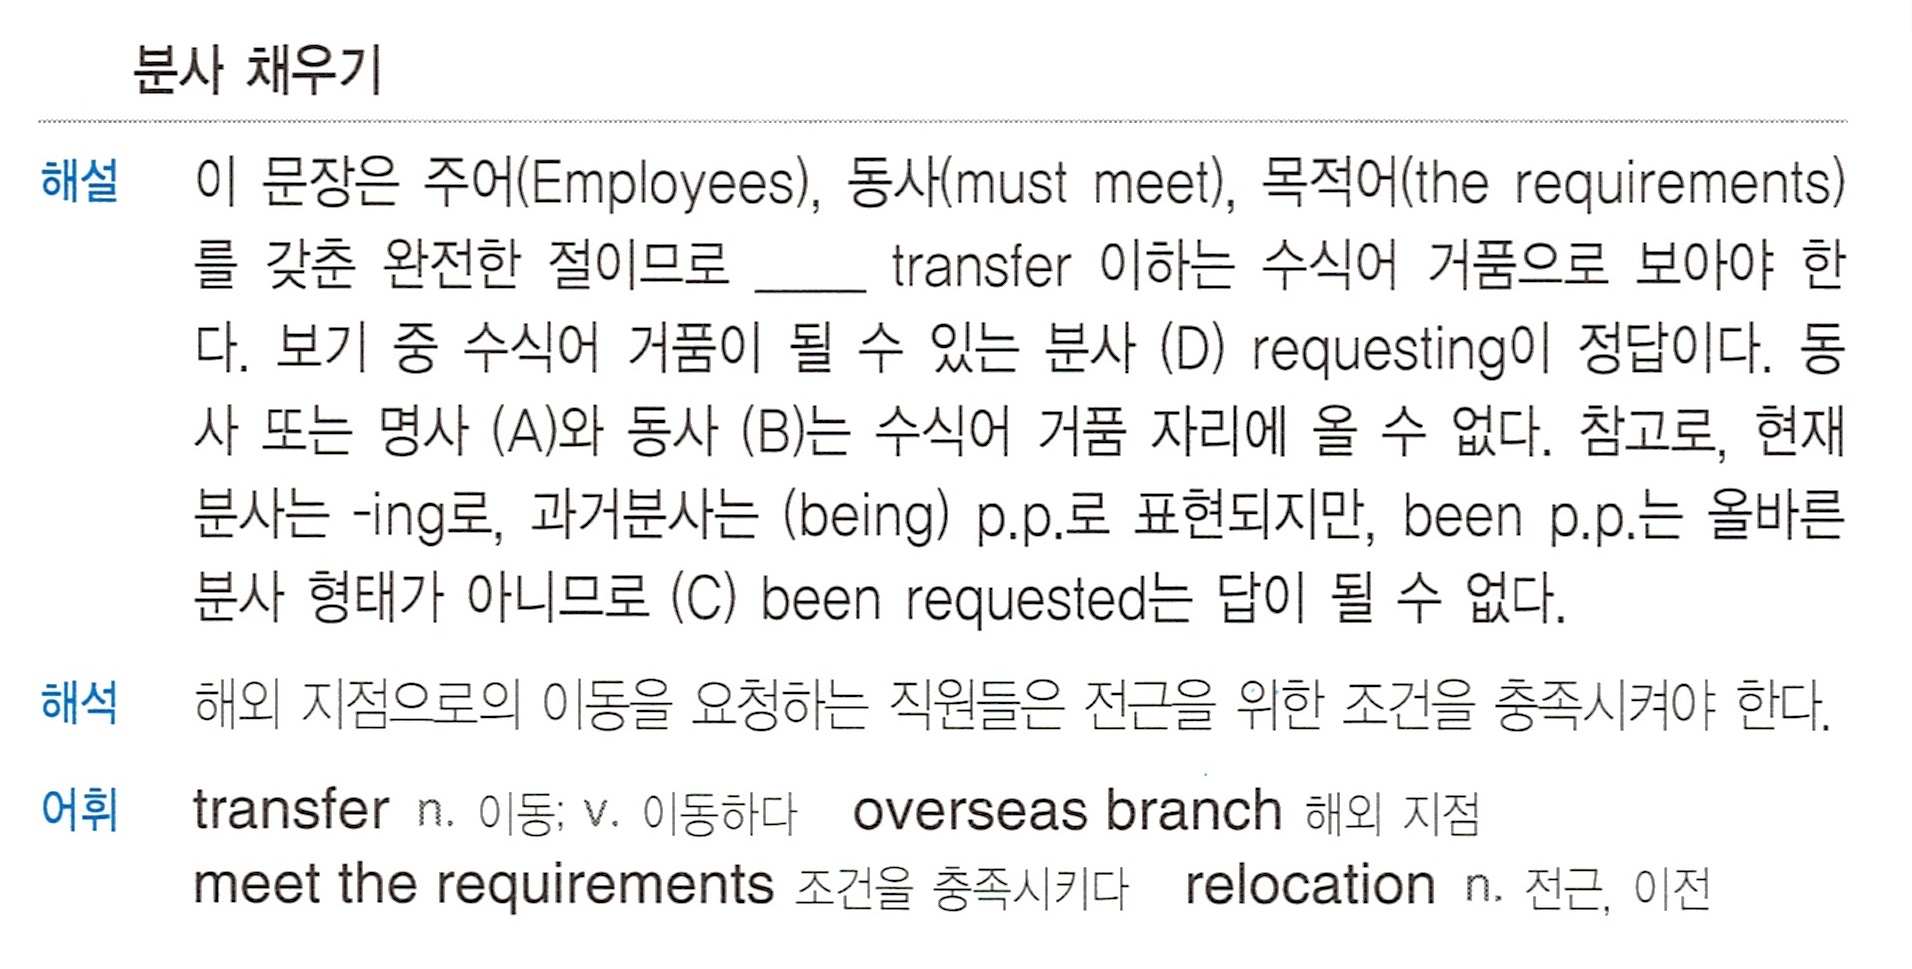 분사 채우기
해설 이 문장은 주어(Employees), 동사(must meet), 목적어(the requirements)
를 갖춘 완전한 절이므로 ____ transfer 이하는 수식어 거품으로 보아야 한
다. 보기 중 수식어 거품이 될 수 있는 분사 (D) requesting이 정답이다. 동
사 또는 명사 (A)와 동사 (B)는 수식어 거품 자리에 올 수 없다. 참고로, 현재
분사는 -ing로, 과거분사는 (being) p.p.로 표현되지만, been p.p.는 올바른
분사 형태가 아니므로 (C) been requested는 답이 될 수 없다.
해석 해외 지점으로의 이동을 요청하는 직원들은 전근을 위한 조건을 충족시켜야 한다.
어휘 transfer n. 이동; v. 이동하다 overseas branch 해외 지점
meet the requirements 조건을 충족시키다 relocation n. 전근, 이전